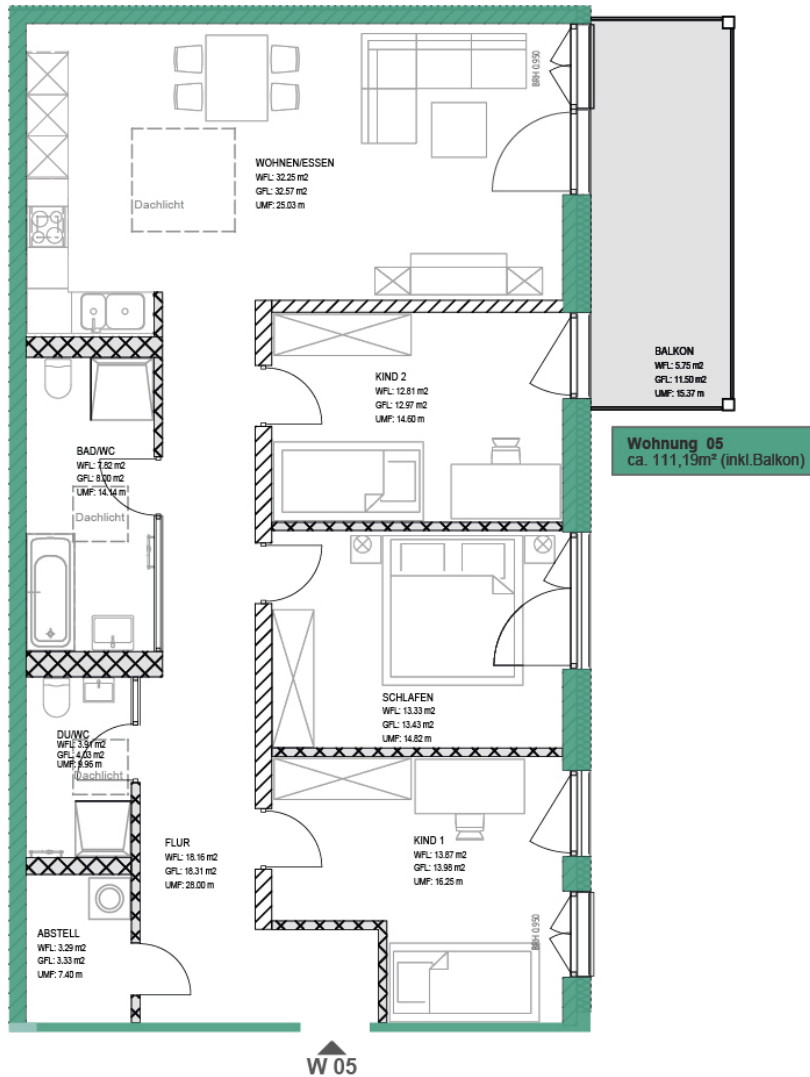 BRH 0.950
WOHNEN/ESSEN
WFL: 32.25 m2
GFL: 32.57 m2
UMF: 25.03 m
Dachlicht
KIND 2
WFL: 12.81 m2
GFL: 12.97 m2
UMF: 14.60 m
BALKON
WFL: 5.75 m2
GFL: 11.50 m2
UMF: 15.37 m
Wohnung 05
ca. 111,19m² (inkl.Balkon)
BAD/WC
WFL: 7.82 m2
GFL: 8.00 m2
UMF: 14.14 m
Dachlicht
SCHLAFEN
WFL: 13.33 m2
GFL: 13.43 m2
UMF: 14.82 m
DU/WC
WFL: 3.91 m2
GFL: 4.03 m2
UMF: 9.96 m
Dachlicht
FLUR
WFL: 18.16 m2
GFL: 18.31 m2
UMF: 28.00 m
KIND 1
WFL: 13.87 m2
GFL: 13.98 m2
UMF: 16.25 m
BRH 0.950
ABSTELL
WFL: 3.29 m2
GFL: 3.33 m2
UMF: 7.40 m
W 05